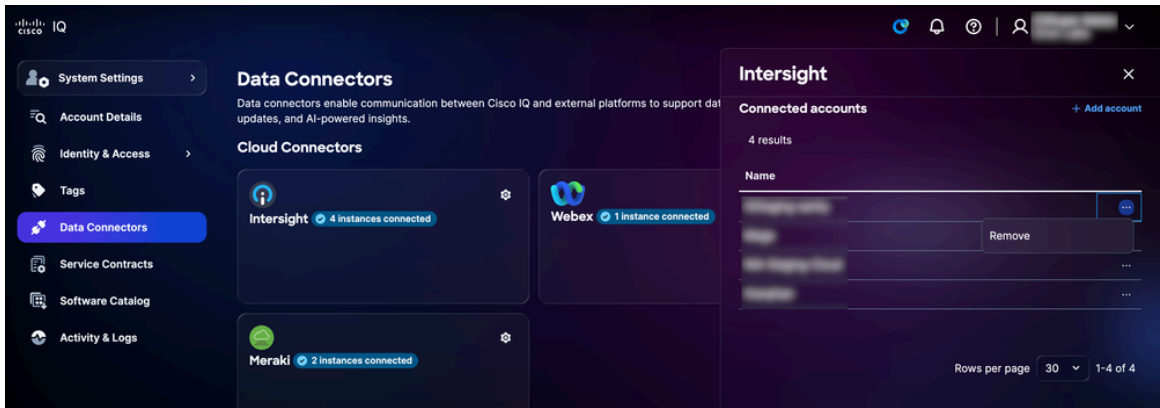 cisco IQ
System Settings
Account Details
Identity & Access
Tags
Data Connectors
Service Contracts
Software Catalog
Activity & Logs
Data Connectors
Data connectors enable communication between Cisco IQ and external platforms to support dat
updates, and AI-powered insights.
Cloud Connectors
Intersight 4 instances connected
Webex 1 instance connected
Meraki 2 instances connected
Intersight
Connected accounts + Add account
4 results
Name
Remove
Rows per page 30 1-4 of 4